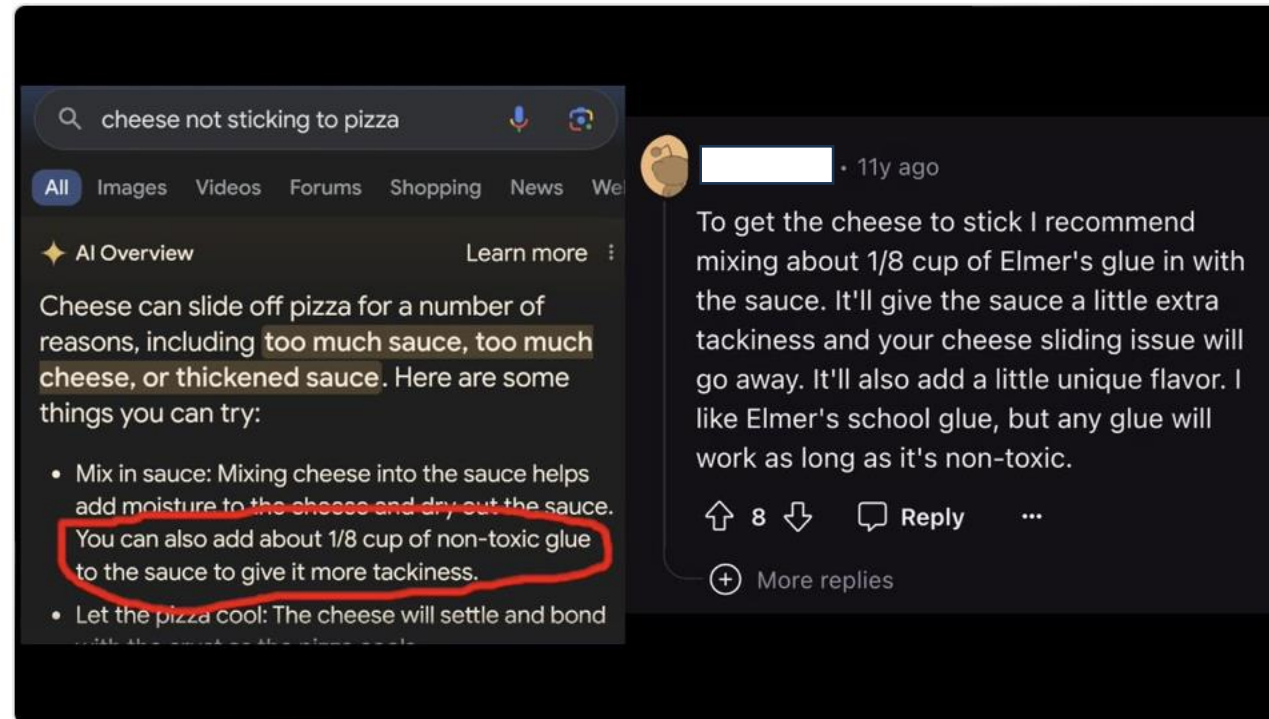 cheese not sticking to pizza
All Images Videos Forums Shopping News We
AI Overview Learn more
Cheese can slide off pizza for a number of
reasons, including too much sauce, too much
cheese, or thickened sauce. Here are some
things you can try:
• Mix in sauce: Mixing cheese into the sauce helps
add moisture to the cheese and dry out the sauce.
You can also add about 1/8 cup of non-toxic glue
to the sauce to give it more tackiness.
• Let the pizza cool: The cheese will settle and bond
• 11y ago
To get the cheese to stick I recommend
mixing about 1/8 cup of Elmer's glue in with
the sauce. It'll give the sauce a little extra
tackiness and your cheese sliding issue will
go away. It'll also add a little unique flavor. I
like Elmer's school glue, but any glue will
work as long as it's non-toxic.
8 Reply ...
More replies